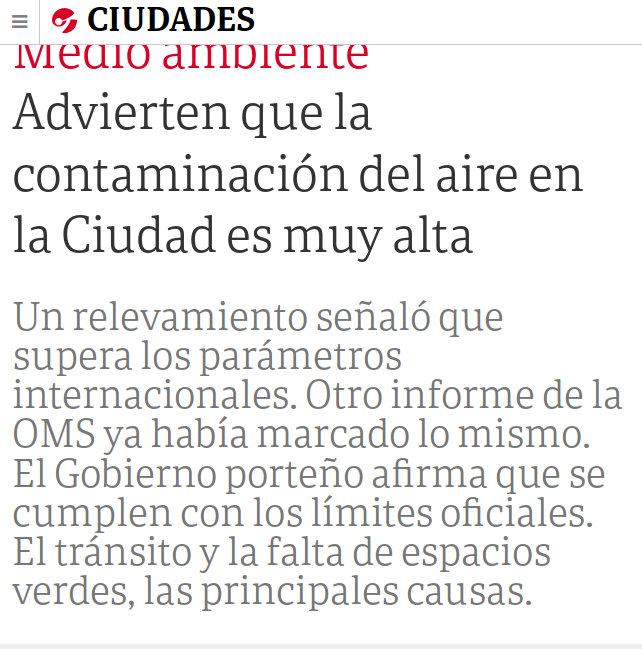 CIUDADES
Medio ambiente
Advierten que la
contaminación del aire en
la Ciudad es muy alta
Un relevamiento señaló que
supera los parámetros
internacionales. Otro informe de la
OMS ya había marcado lo mismo.
El Gobierno porteño afirma que se
cumplen con los límites oficiales.
El tránsito y la falta de espacios
verdes, las principales causas.